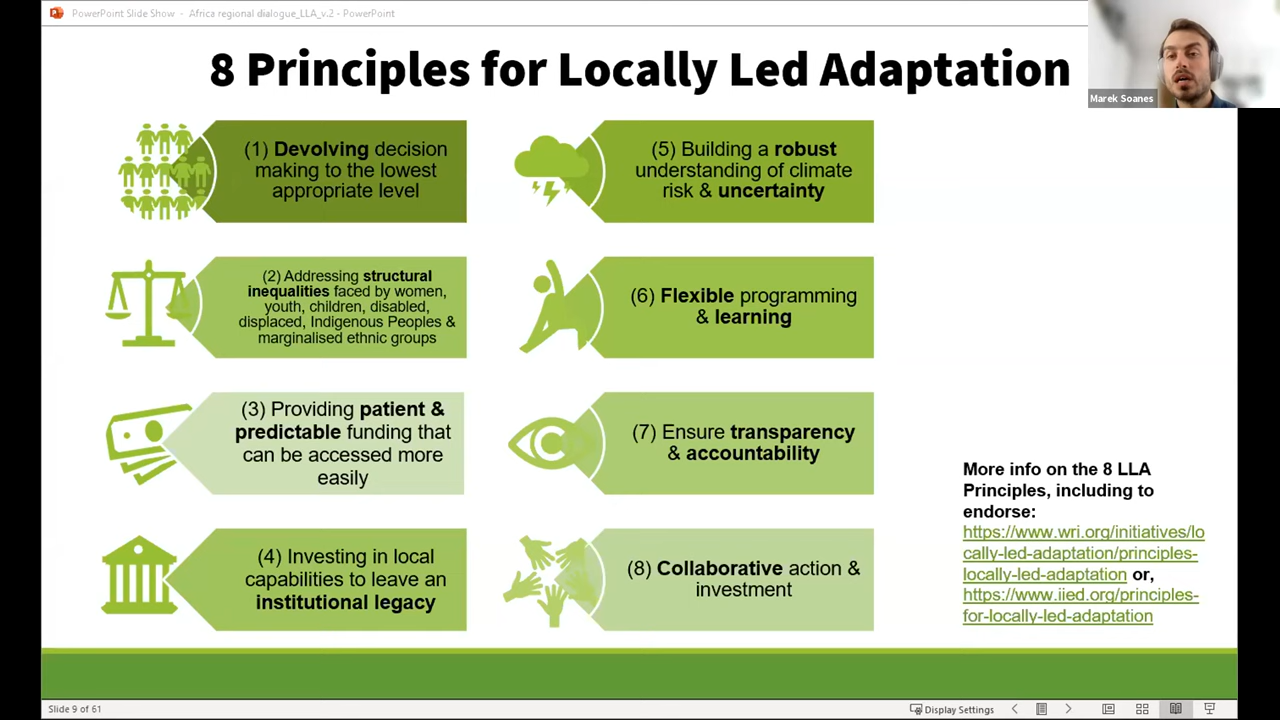 PowerPoint Slide Show - Africa regional dialogue_LLA_v.2 - PowerPoint
8 Principles for Locally Led Adaptation
Marek Soanes
(1) Devolving decision
making to the lowest
appropriate level
(2) Addressing structural
inequalities faced by women,
youth, children, disabled,
displaced, Indigenous Peoples &
marginalised ethnic groups
(3) Providing patient &
predictable funding that
can be accessed more
easily
(4) Investing in local
capabilities to leave an
institutional legacy
(5) Building a robust
understanding of climate
risk & uncertainty
(6) Flexible programming
& learning
(7) Ensure transparency
& accountability
(8) Collaborative action &
investment
More info on the 8 LLA
Principles, including to
endorse:
https://www.wri.org/initiatives/lo
cally-led-adaptation/principles-
locally-led-adaptation or,
https://www.iied.org/principles-
for-locally-led-adaptation
Slide 9 of 61
Display Settings